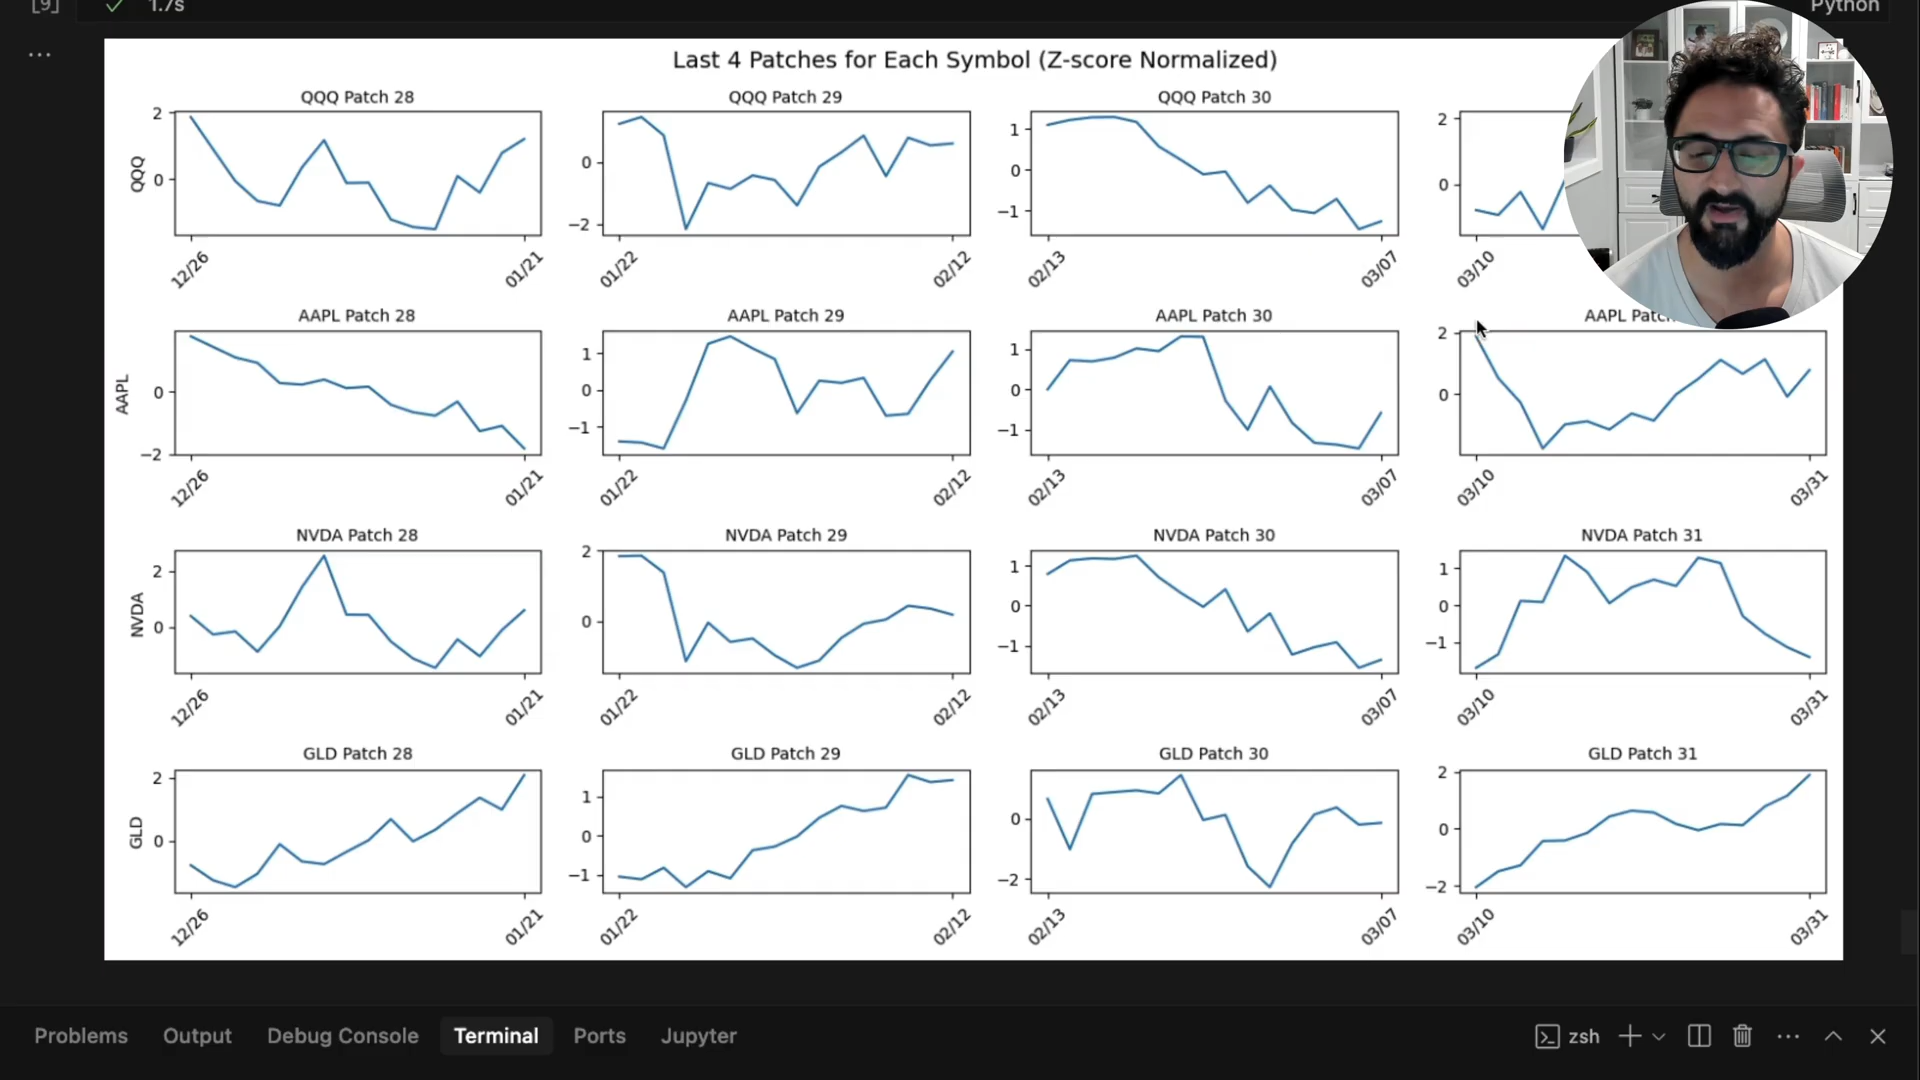 [9] 1.7s Python
...
Last 4 Patches for Each Symbol (Z-score Normalized)
QQQ Patch 28 QQQ Patch 29 QQQ Patch 30
QQQ
2 0 0 −2 1 0 −1 2 0
12/26 01/21 01/22 02/12 02/13 03/07 03/10
AAPL Patch 28 AAPL Patch 29 AAPL Patch 30 AAPL
AAPL
0 −2 1 0 −1 1 0 −1 2 0
12/26 01/21 01/22 02/12 02/13 03/07 03/10 03/31
NVDA Patch 28 NVDA Patch 29 NVDA Patch 30 NVDA Patch 31
NVDA
2 0 2 0 1 0 −1 1 0 −1
12/26 01/21 01/22 02/12 02/13 03/07 03/10 03/31
GLD Patch 28 GLD Patch 29 GLD Patch 30 GLD Patch 31
GLD
2 0 1 0 −1 0 −2 2 0 −2
12/26 01/21 01/22 02/12 02/13 03/07 03/10 03/31
Problems Output Debug Console Terminal Ports Jupyter zsh